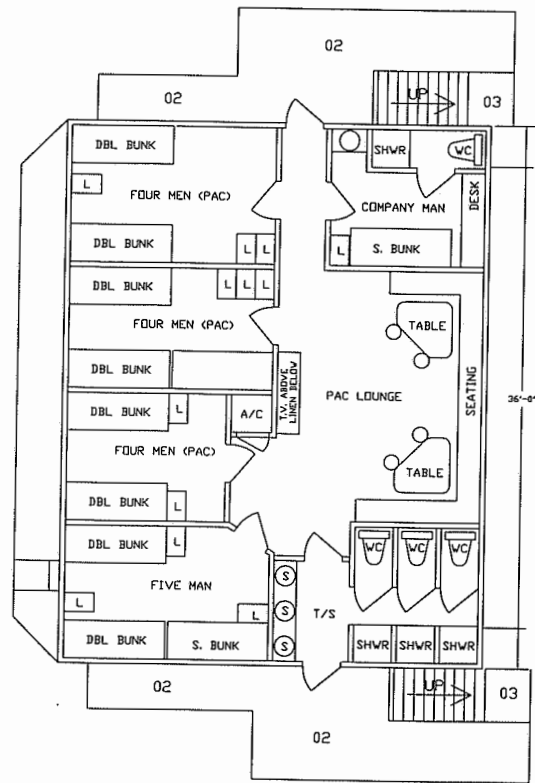 02
02
UP
03
DBL BUNK
SHWR
WC
L
FOUR MEN (PAC)
COMPANY MAN
DESK
DBL BUNK
L
L
L
S. BUNK
DBL BUNK
L
L
L
FOUR MEN (PAC)
TABLE
DBL BUNK
T.V. ABOVE
LINEN BELOW
PAC LOUNGE
SEATING
36'-0"
DBL BUNK
L
A/C
FOUR MEN (PAC)
TABLE
DBL BUNK
L
DBL BUNK
L
WC
WC
WC
S
FIVE MAN
L
S
T/S
L
DBL BUNK
S. BUNK
S
SHWR
SHWR
SHWR
02
UP
03
02